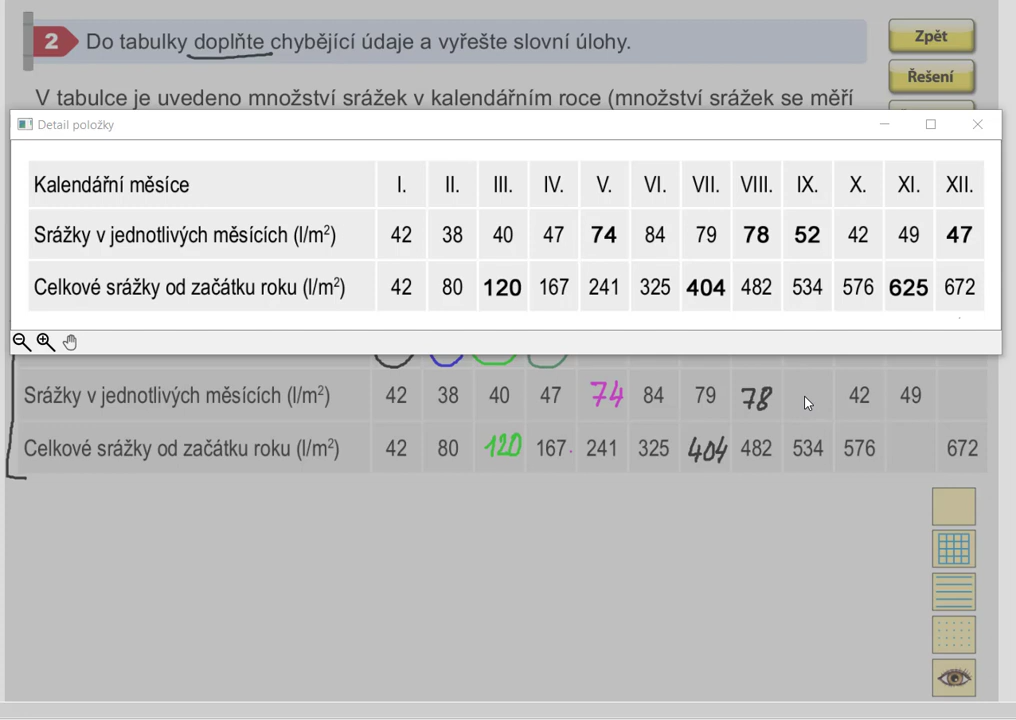 2 Do tabulky doplňte chybějící údaje a vyřešte slovní úlohy.
Zpět
Řešení
V tabulce je uvedeno množství srážek v kalendářním roce (množství srážek se měří
Detail položky
Kalendářní měsíce I. II. III. IV. V. VI. VII. VIII. IX. X. XI. XII.
Srážky v jednotlivých měsících (l/m²) 42 38 40 47 74 84 79 78 52 42 49 47
Celkové srážky od začátku roku (l/m²) 42 80 120 167 241 325 404 482 534 576 625 672
Srážky v jednotlivých měsících (l/m²) 42 38 40 47 74 84 79 78 42 49
Celkové srážky od začátku roku (l/m²) 42 80 120 167 241 325 404 482 534 576 672